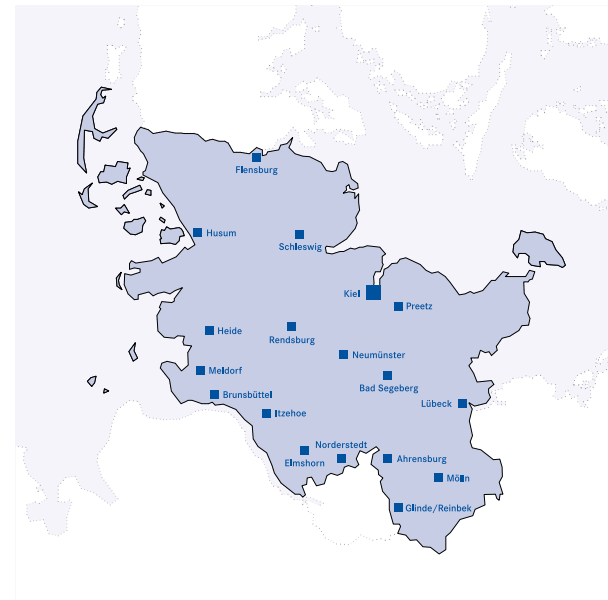 Flensburg
Husum
Schleswig
Kiel
Preetz
Heide
Rendsburg
Neumünster
Meldorf
Bad Segeberg
Brunsbüttel
Lübeck
Itzehoe
Norderstedt
Elmshorn
Ahrensburg
Mölln
Glinde/Reinbek